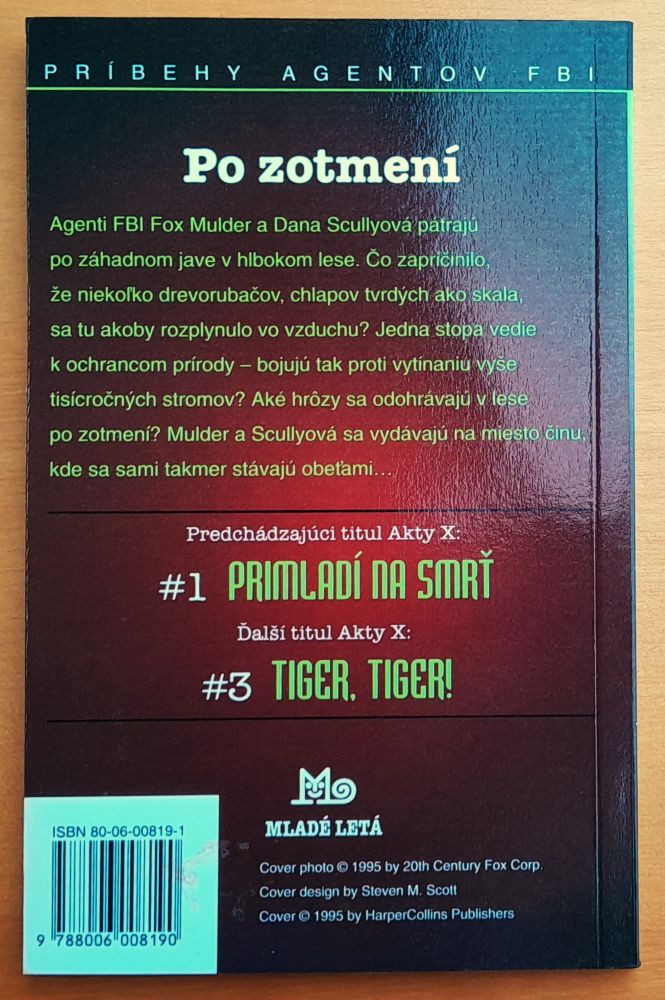 PRÍBEHY AGENTOV FBI
Po zotmení
Agenti FBI Fox Mulder a Dana Scullyová pátrajú
po záhadnom jave v hlbokom lese. Čo zapríčinilo,
že niekoľko drevorubačov, chlapov tvrdých ako skala,
sa tu akoby rozplynulo vo vzduchu? Jedna stopa vedie
k ochrancom prírody – bojujú tak proti vytínaniu vyše
tisícročných stromov? Aké hrôzy sa odohrávajú v lese
po zotmení? Mulder a Scullyová sa vydávajú na miesto činu,
kde sa sami takmer stávajú obeťami...
Predchádzajúci titul Akty X:
#1 PRIMLADÍ NA SMRŤ
Ďalší titul Akty X:
#3 TIGER, TIGER!
MLADÉ LETÁ
ISBN 80-06-00819-1
9 788006 008190
Cover photo © 1995 by 20th Century Fox Corp.
Cover design by Steven M. Scott
Cover © 1995 by HarperCollins Publishers